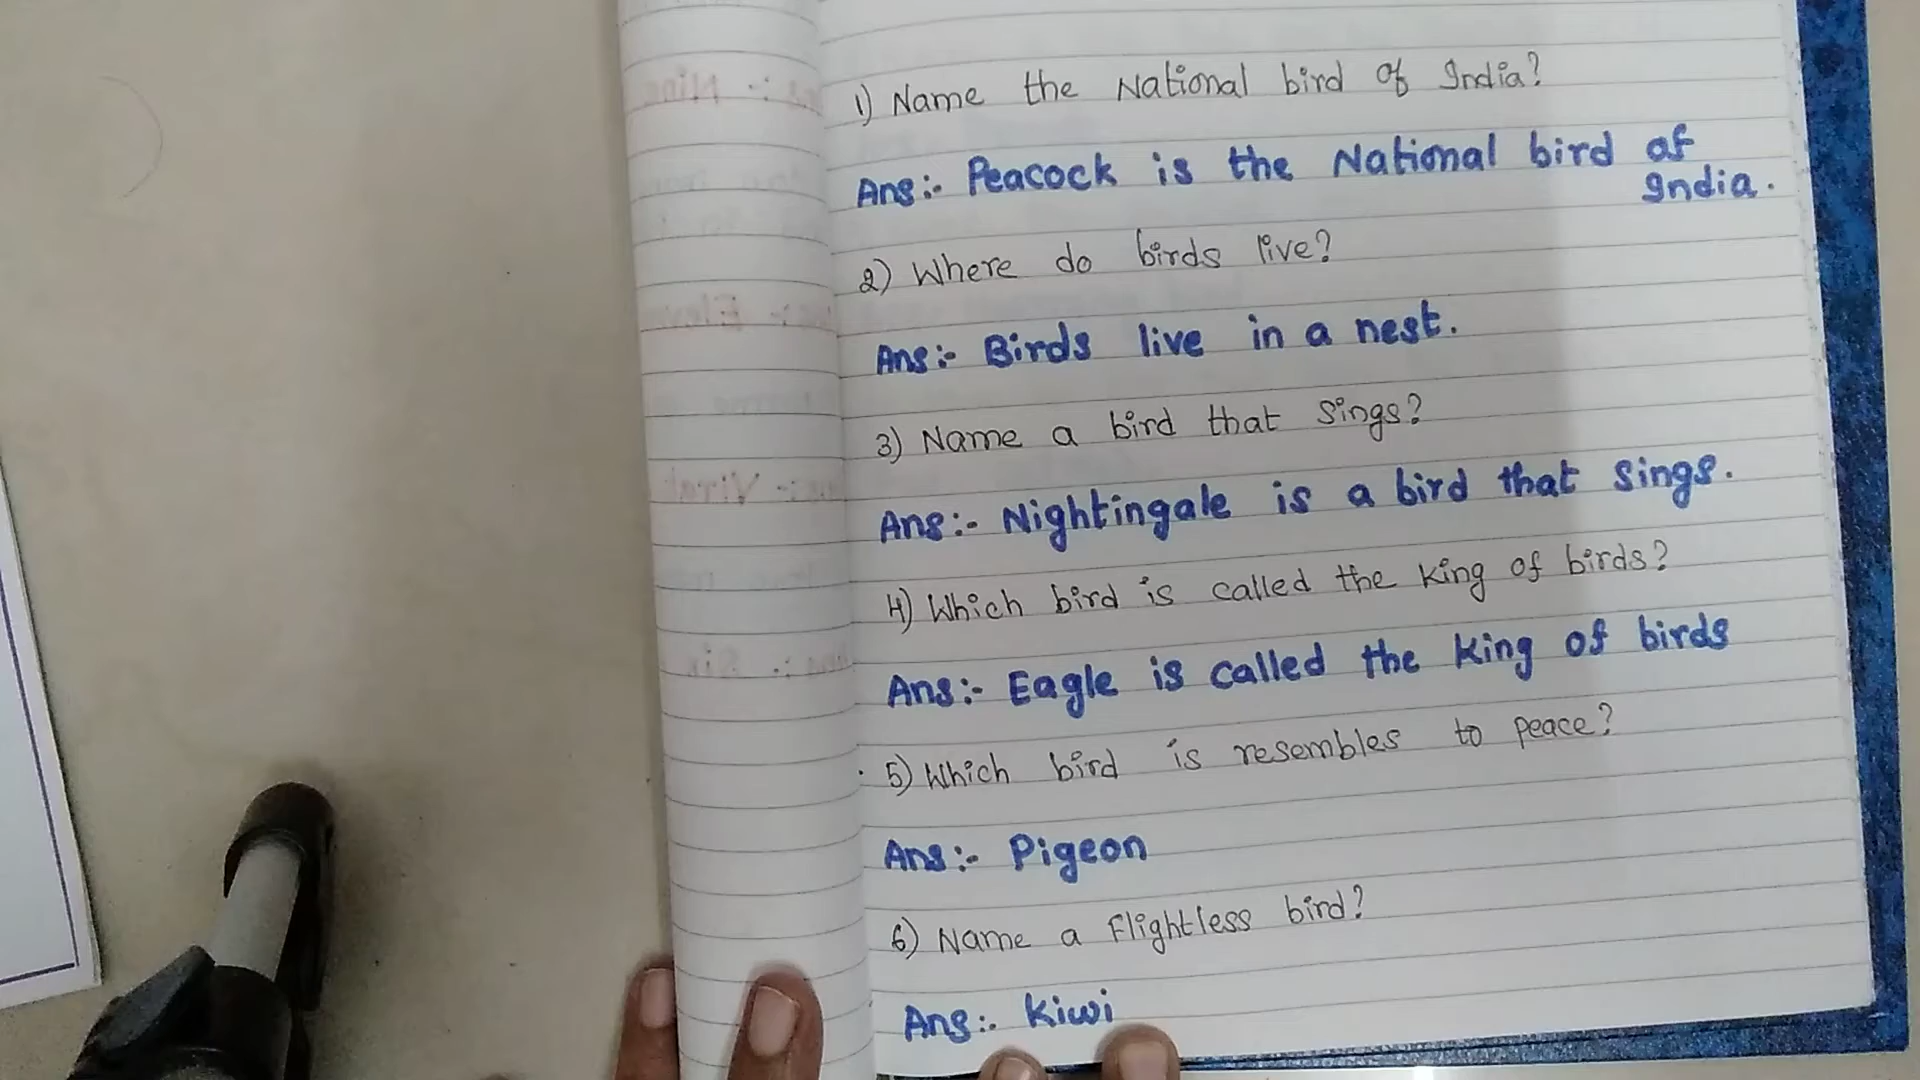 1) Name the National bird of India?
Ans:- Peacock is the National bird of
India.
2) Where do birds live?
Ans:- Birds live in a nest.
3) Name a bird that Sings?
Ans:- Nightingale is a bird that sings.
4) Which bird is called the king of birds?
Ans:- Eagle is called the king of birds
5) Which bird is resembles to peace?
Ans:- Pigeon
6) Name a flightless bird?
Ans:- Kiwi